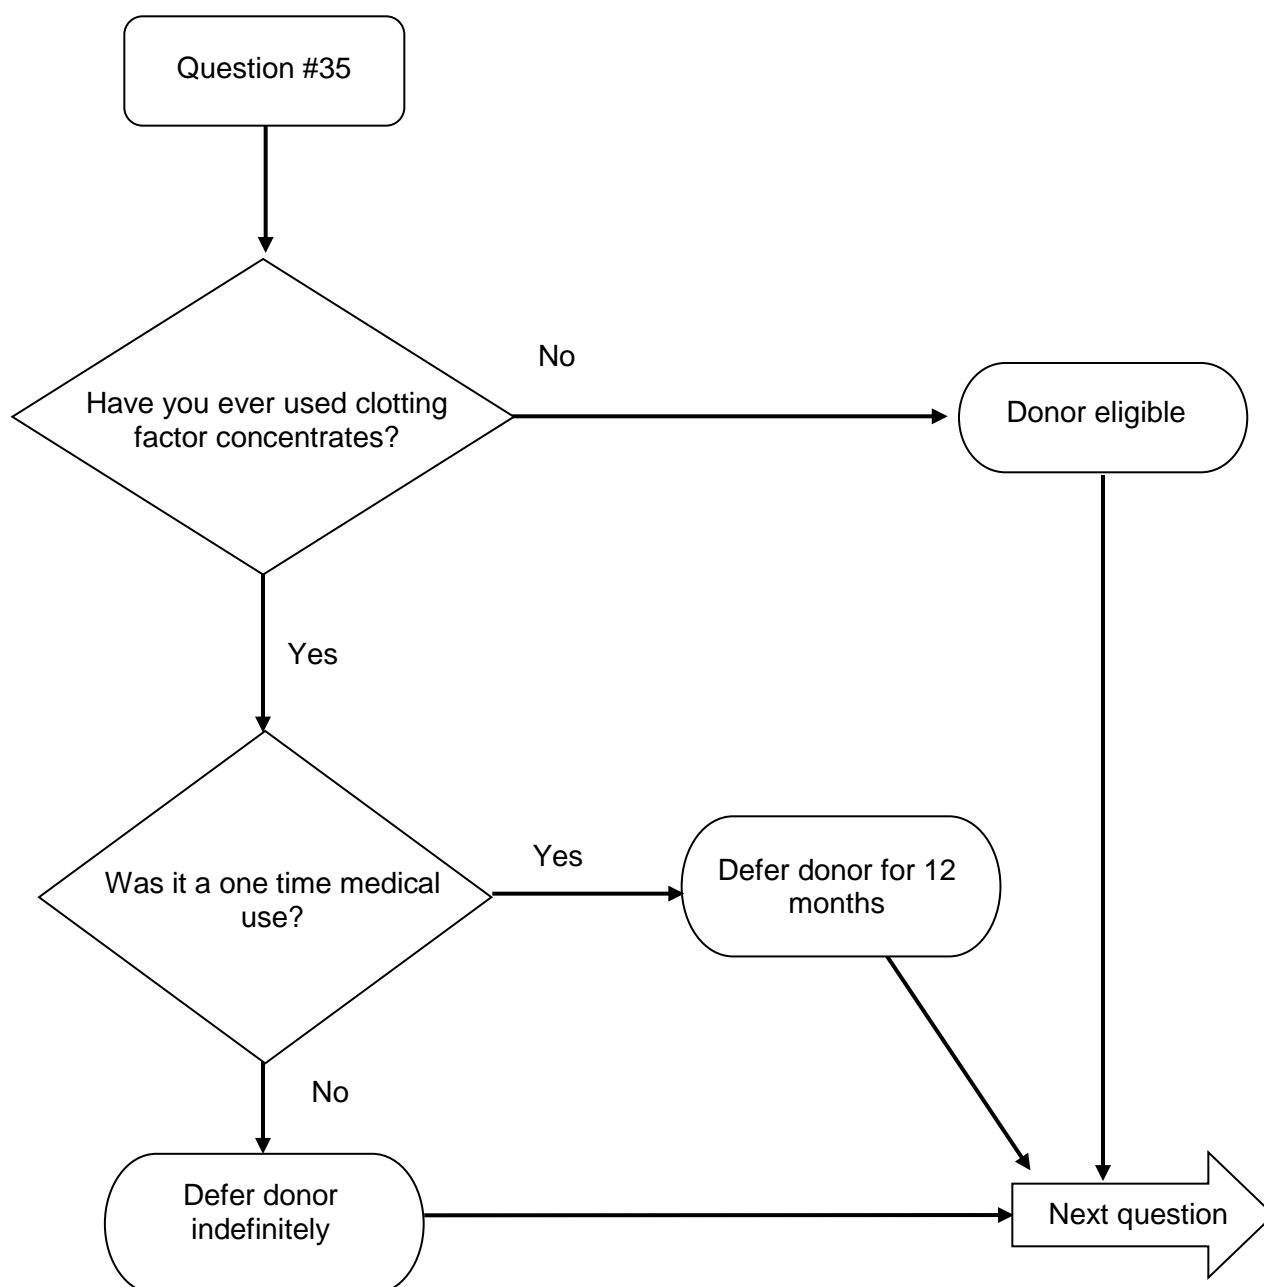 Question #35
No
Have you ever used clotting
factor concentrates?
Donor eligible
Yes
Was it a one time medical
use?
Yes
Defer donor for 12
months
No
Defer donor
indefinitely
Next question